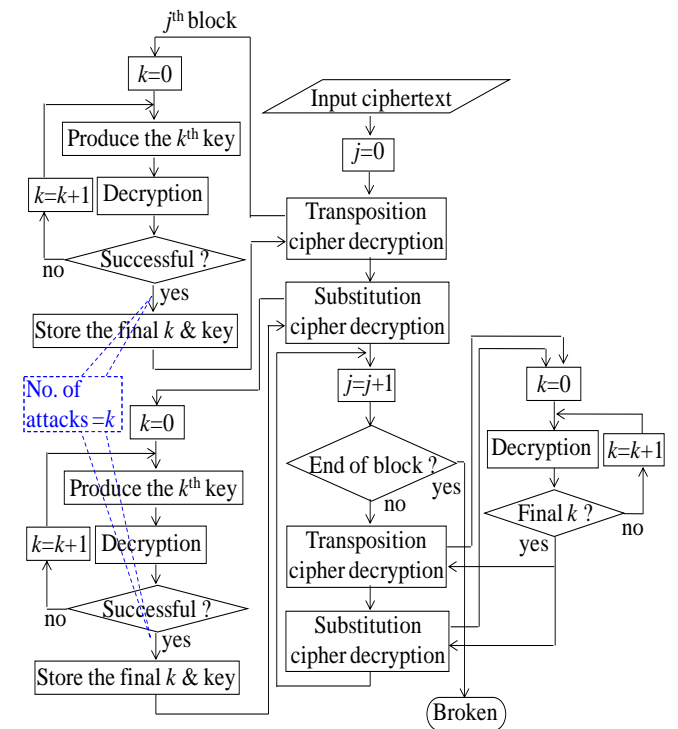 jth block
k=0
Produce the kth key
k=k+1
Decryption
Successful ?
no
yes
Store the final k & key
No. of
attacks=k
k=0
Produce the kth key
k=k+1
Decryption
Successful ?
no
yes
Store the final k & key
Input ciphertext
j=0
Transposition
cipher decryption
Substitution
cipher decryption
j=j+1
End of block ?
yes
no
Transposition
cipher decryption
Substitution
cipher decryption
Broken
k=0
Decryption
k=k+1
Final k ?
no
yes